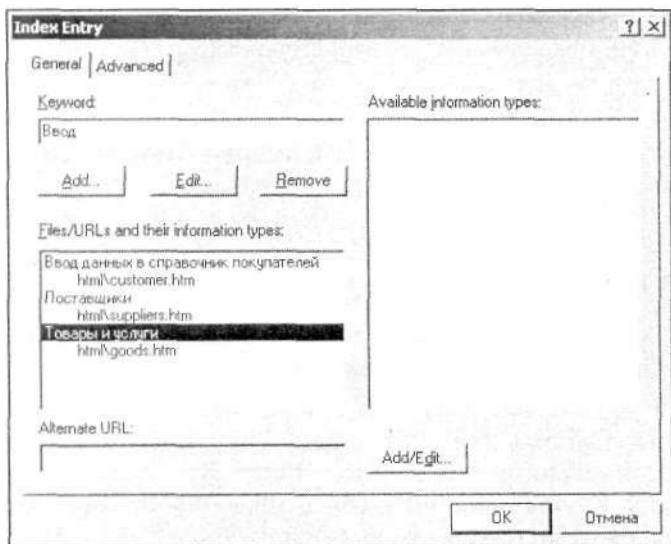 Index Entry
General Advanced
Keyword:
Ввод
Add... Edit... Remove
Files/URLs and their information types:
Ввод данных в справочник покупателей
html\customer.htm
Поставщики
html\suppliers.htm
Товары и услуги
html\goods.htm
Alternate URL:
Available information types:
Add/Edit...
OK Отмена